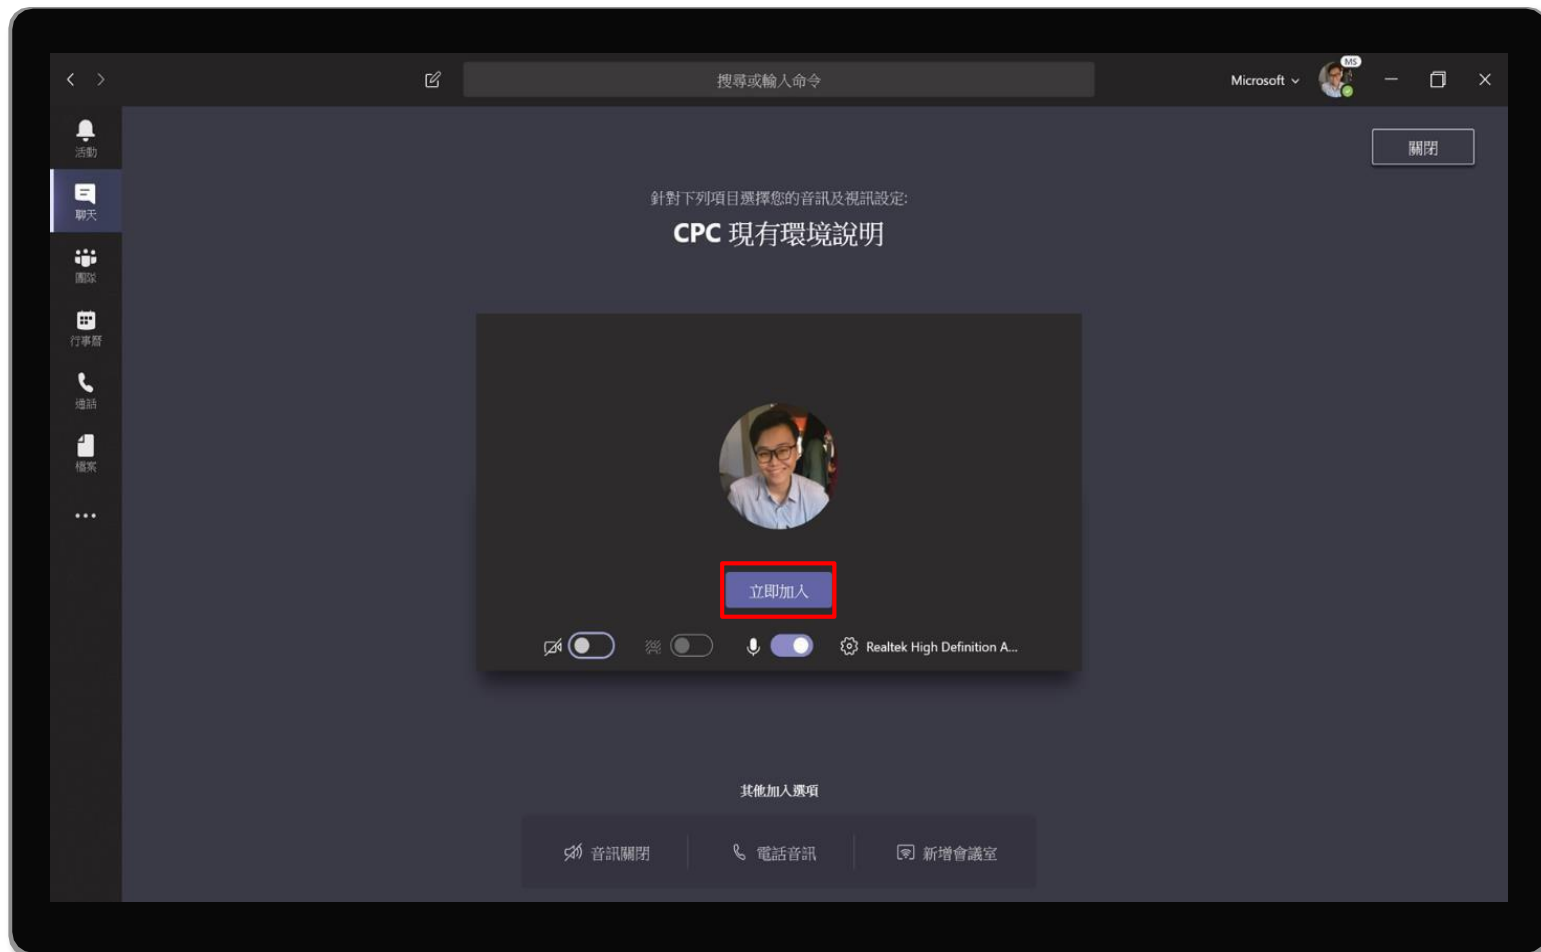 搜尋或輸入命令
Microsoft
MS
活動
聊天
團隊
行事曆
通話
檔案
關閉
針對下列項目選擇您的音訊及視訊設定:
CPC 現有環境說明
立即加入
Realtek High Definition A...
其他加入選項
音訊關閉
電話音訊
新增會議室